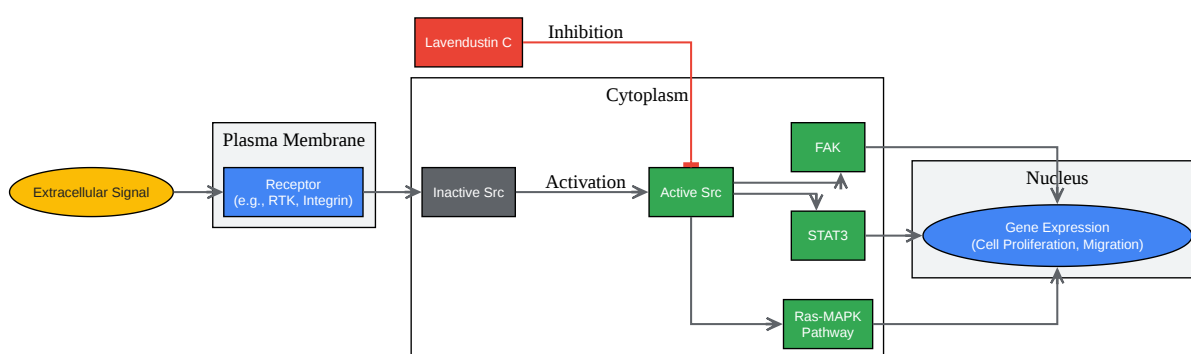 Lavendustin C
Inhibition
Cytoplasm
Plasma Membrane
FAK
Extracellular Signal
Receptor
(e.g., RTK, Integrin)
Inactive Src
Activation
Active Src
Nucleus
STAT3
Gene Expression
(Cell Proliferation, Migration)
Ras-MAPK
Pathway